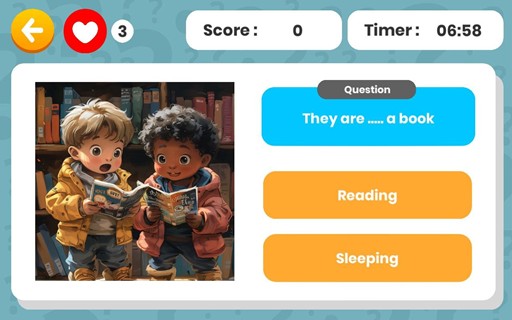 3
Score : 0
Timer : 06:58
Question
They are ..... a book
Reading
Sleeping